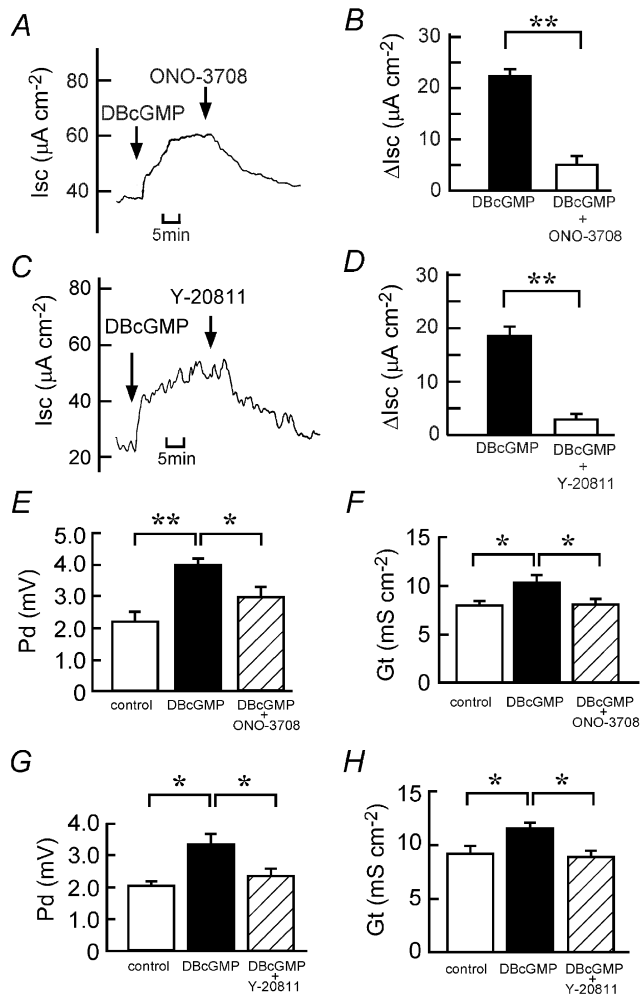 A
Isc (µA cm-2)
80
60
40
DBcGMP
ONO-3708
5min
B
ΔIsc (µA cm-2)
30
20
10
0
**
DBcGMP
DBcGMP
+
ONO-3708
C
Isc (µA cm-2)
80
60
40
20
DBcGMP
Y-20811
5min
D
ΔIsc (µA cm-2)
30
20
10
0
**
DBcGMP
DBcGMP
+
Y-20811
E
Pd (mV)
5.0
4.0
3.0
2.0
1.0
0
** *
control
DBcGMP
DBcGMP
+
ONO-3708
F
Gt (mS cm-2)
15
10
5
0
* *
control
DBcGMP
DBcGMP
+
ONO-3708
G
Pd (mV)
4.0
3.0
2.0
1.0
0
* *
control
DBcGMP
DBcGMP
+
Y-20811
H
Gt (mS cm-2)
15
10
5
0
* *
control
DBcGMP
DBcGMP
+
Y-20811